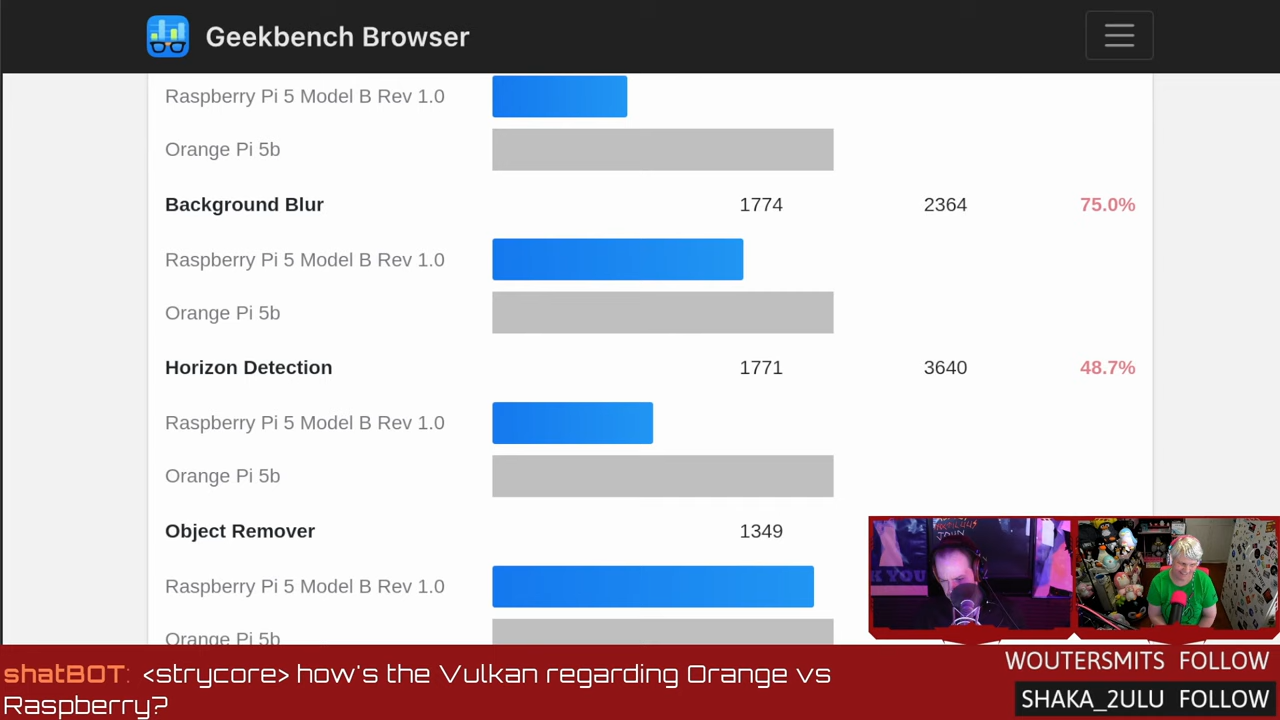 Geekbench Browser
Raspberry Pi 5 Model B Rev 1.0
Orange Pi 5b
Background Blur 1774 2364 75.0%
Raspberry Pi 5 Model B Rev 1.0
Orange Pi 5b
Horizon Detection 1771 3640 48.7%
Raspberry Pi 5 Model B Rev 1.0
Orange Pi 5b
Object Remover 1349
Raspberry Pi 5 Model B Rev 1.0
Orange Pi 5b
K YOU
shatBOT: <strycore> how's the Vulkan regarding Orange vs
Raspberry?
WOUTERSMITS FOLLOW
SHAKA_2ULU FOLLOW